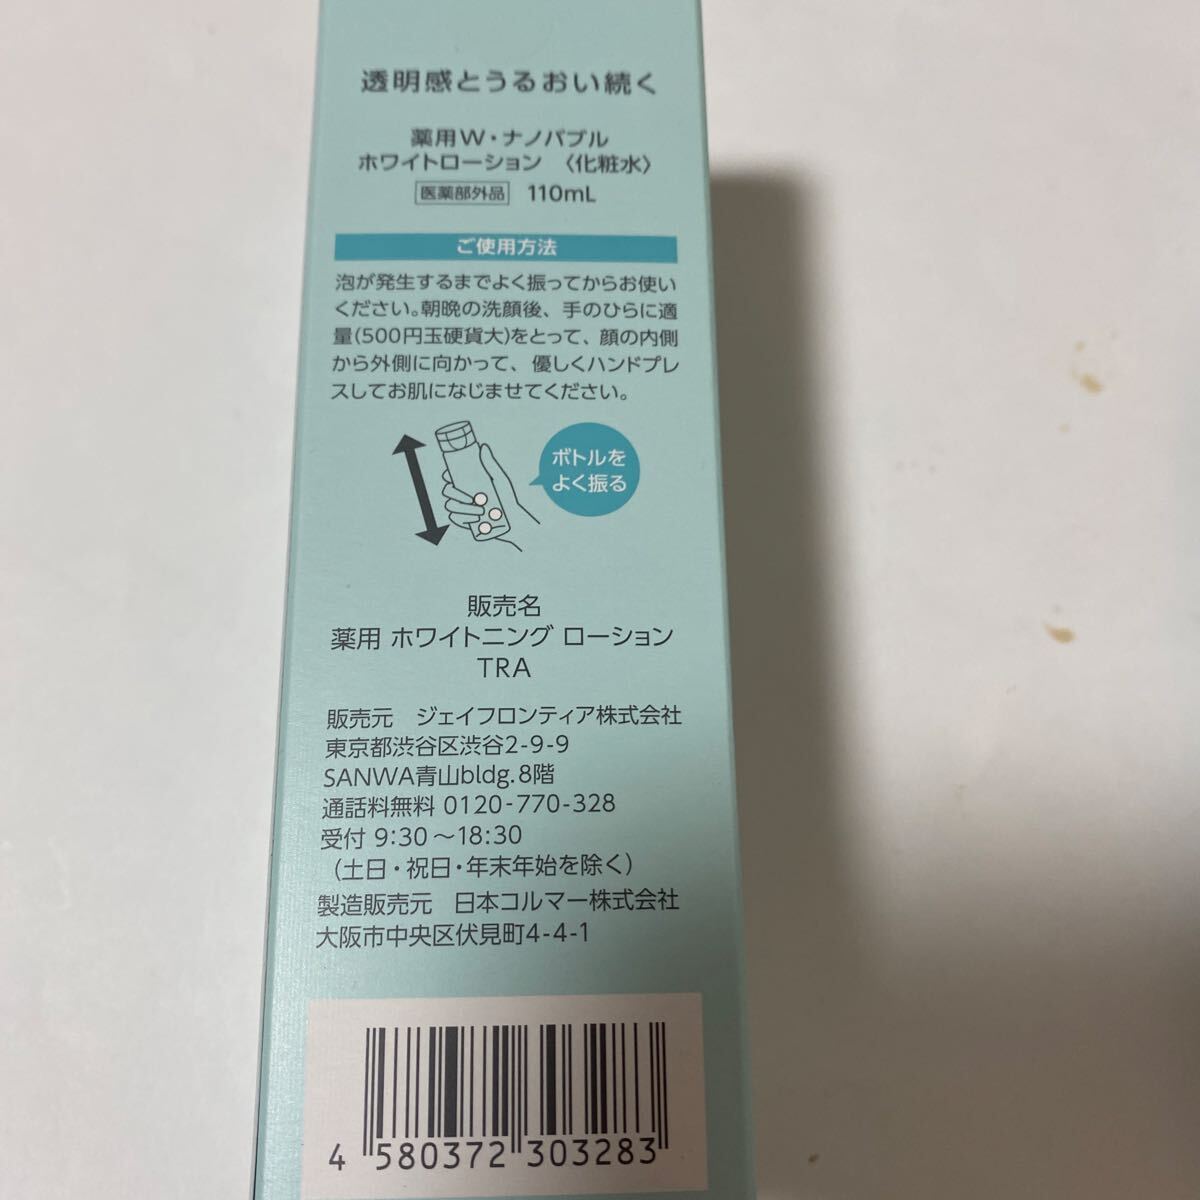 透明感とうるおい続く
薬用W・ナノバブル
ホワイトローション 〈化粧水〉
医薬部外品 110mL
ご使用方法
泡が発生するまでよく振ってからお使い
ください。朝晩の洗顔後、手のひらに適
量(500円玉硬貨大)をとって、顔の内側
から外側に向かって、優しくハンドプレ
スしてお肌になじませてください。
ボトルを
よく振る
販売名
薬用 ホワイトニング ローション
TRA
販売元 ジェイフロンティア株式会社
東京都渋谷区渋谷2-9-9
SANWA青山bldg.8階
通話料無料 0120-770-328
受付 9:30～18:30
(土日・祝日・年末年始を除く)
製造販売元 日本コルマー株式会社
大阪市中央区伏見町4-4-1
4 580372 303283